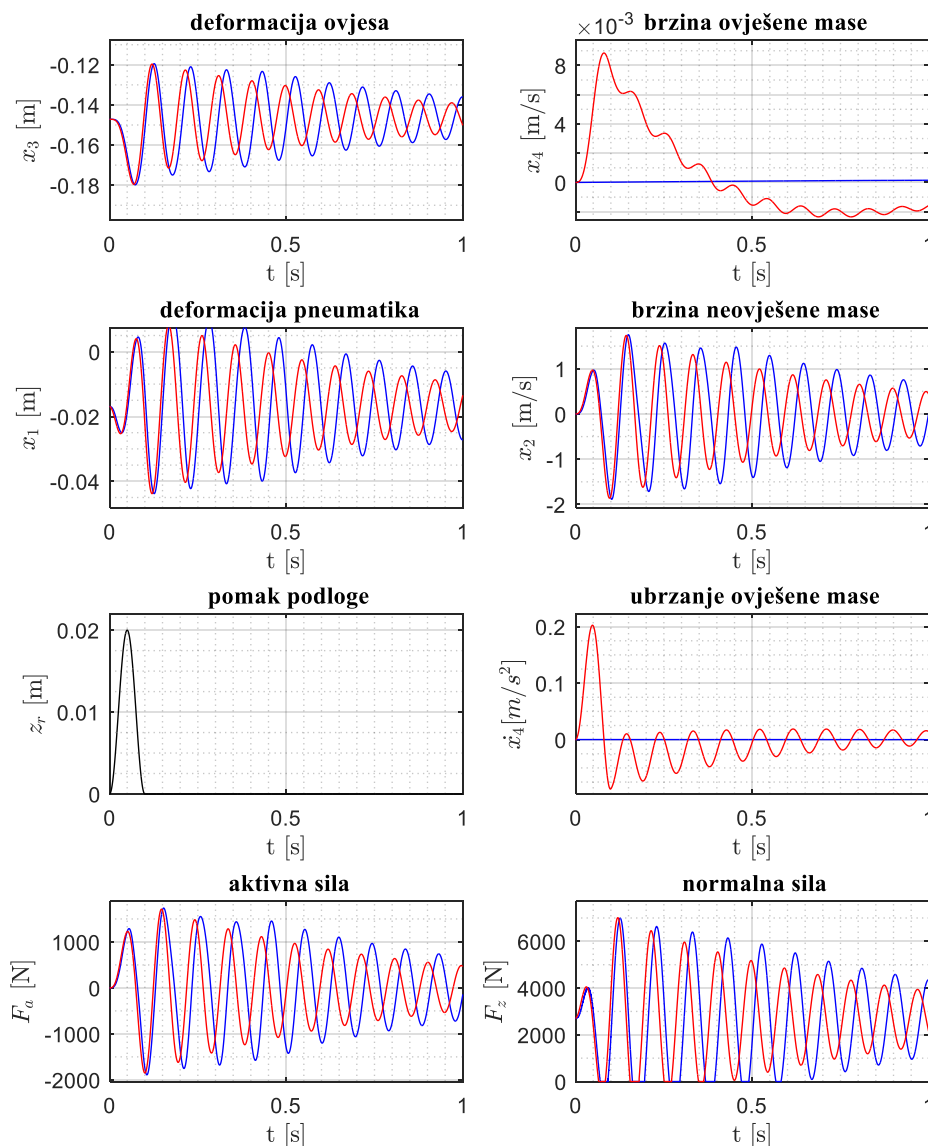 deformacija ovjesa
-0.12
-0.14
-0.16
-0.18
x₃ [m]
0 0.5 1
t [s]
brzina ovješene mase
×10⁻³
8
4
0
x₄ [m/s]
0 0.5 1
t [s]
deformacija pneumatika
0
-0.02
-0.04
x₁ [m]
0 0.5 1
t [s]
brzina neovješene mase
1
0
-1
-2
x₂ [m/s]
0 0.5 1
t [s]
pomak podloge
0.02
0.01
0
z_r [m]
0 0.5 1
t [s]
ubrzanje ovješene mase
0.2
0.1
0
ẋ₄[m/s²]
0 0.5 1
t [s]
aktivna sila
1000
0
-1000
-2000
F_a [N]
0 0.5 1
t [s]
normalna sila
6000
4000
2000
0
F_z [N]
0 0.5 1
t [s]